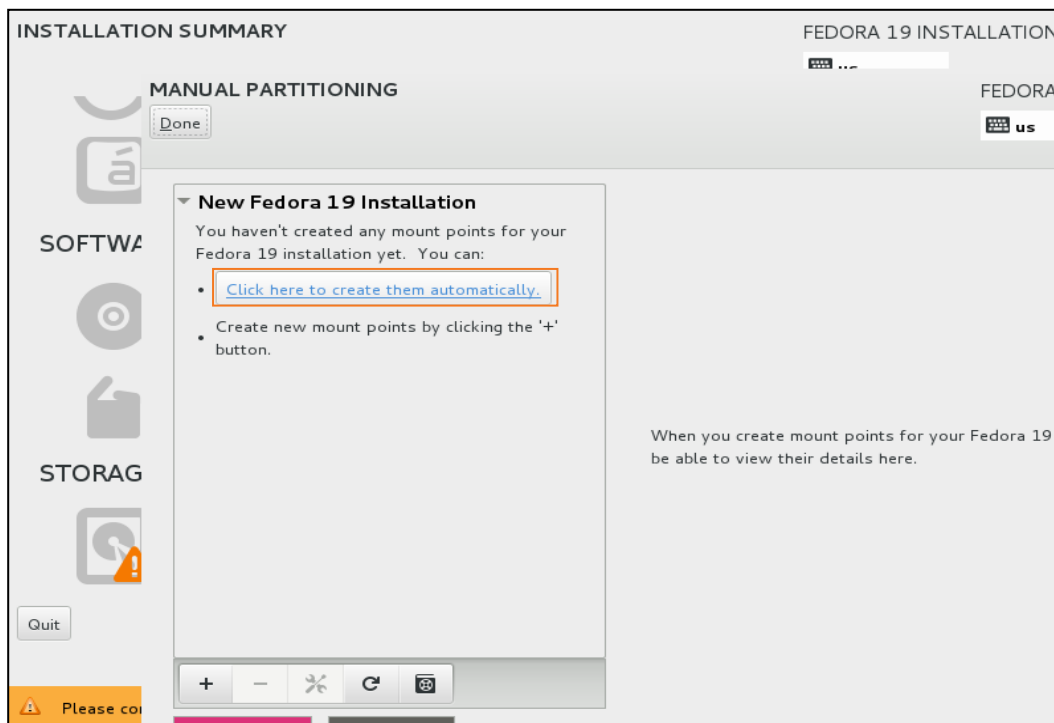 INSTALLATION SUMMARY
FEDORA 19 INSTALLATION
MANUAL PARTITIONING
FEDORA
Done
us
á
New Fedora 19 Installation
You haven't created any mount points for your
Fedora 19 installation yet. You can:
• Click here to create them automatically.
• Create new mount points by clicking the '+'
button.
SOFTWA
When you create mount points for your Fedora 19
be able to view their details here.
STORAG
Quit
+ −
Please co